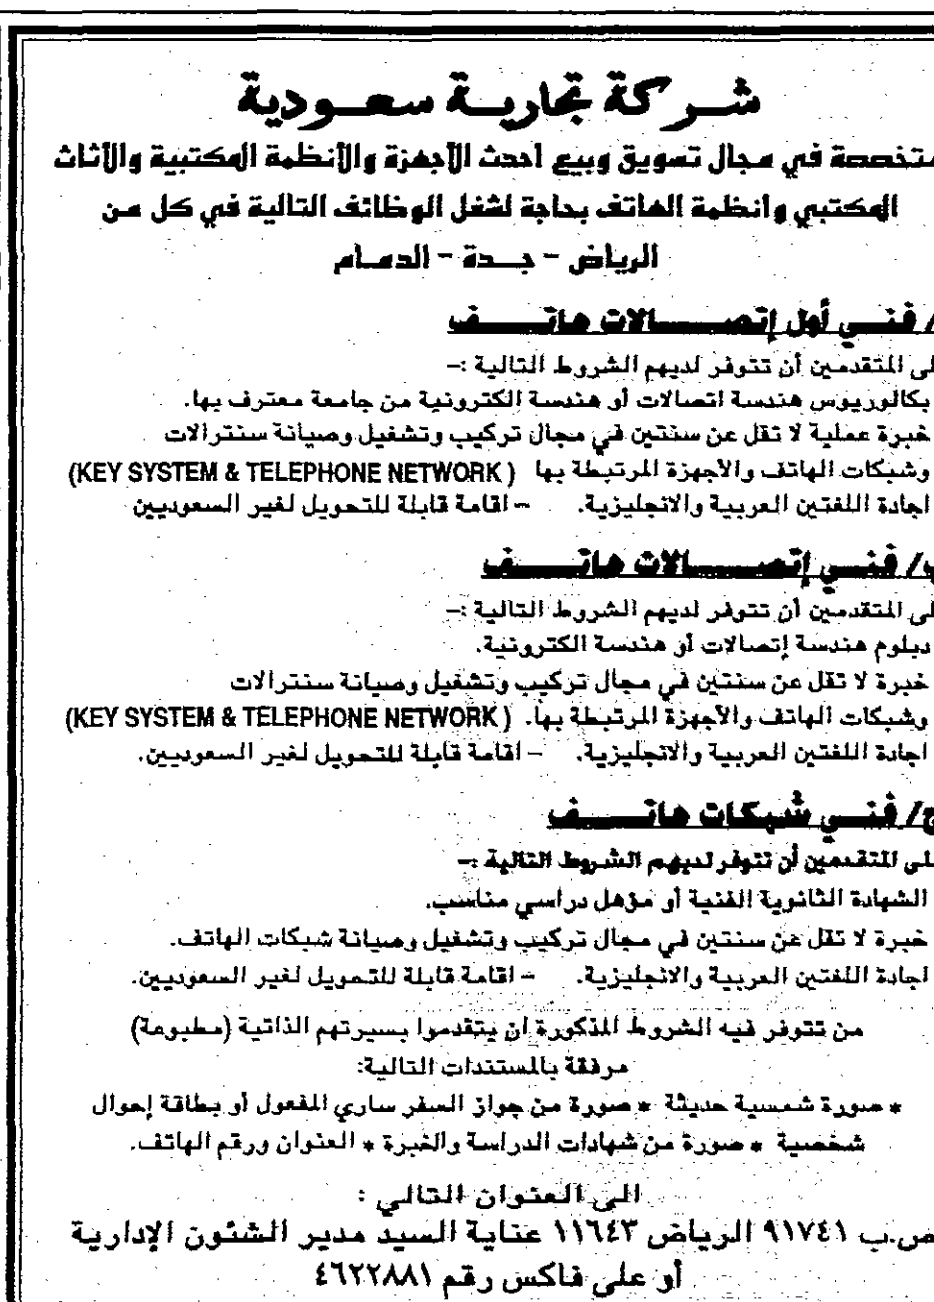 شركة تجارية سعودية
متخصصة في مجال تسويق وبيع أحدث الأجهزة والأنظمة المكتبية والأثاث
المكتبي وانظمة الهاتف بحاجة لشغل الوظائف التالية في كل من
الرياض - جدة - الدمام
/ فني أول إتصالات هاتف
لى المتقدمين أن تتوفر لديهم الشروط التالية :-
بكالوريوس هندسة اتصالات أو هندسة الكترونية من جامعة معترف بها.
خبرة عملية لا تقل عن سنتين في مجال تركيب وتشغيل وصيانة سنترالات
وشبكات الهاتف والأجهزة المرتبطة بها (KEY SYSTEM & TELEPHONE NETWORK)
اجادة اللغتين العربية والانجليزية. - اقامة قابلة للتحويل لغير السعوديين
ب/ فني إتصالات هاتف
لى المتقدمين أن تتوفر لديهم الشروط التالية :-
دبلوم هندسة إتصالات أو هندسة الكترونية.
خبرة لا تقل عن سنتين في مجال تركيب وتشغيل وصيانة سنترالات
وشبكات الهاتف والأجهزة المرتبطة بها. (KEY SYSTEM & TELEPHONE NETWORK)
اجادة اللغتين العربية والانجليزية. - اقامة قابلة للتحويل لغير السعوديين.
ج/ فني شبكات هاتف
على المتقدمين أن تتوفر لديهم الشروط التالية :-
الشهادة الثانوية الفنية أو مؤهل دراسي مناسب.
خبرة لا تقل عن سنتين في مجال تركيب وتشغيل وصيانة شبكات الهاتف.
اجادة اللغتين العربية والانجليزية. - اقامة قابلة للتحويل لغير السعوديين.
من تتوفر فيه الشروط المذكورة ان يتقدموا بسيرتهم الذاتية (مطبوعة)
مرفقة بالمستندات التالية:
* صورة شمسية حديثة * صورة من جواز السفر ساري المفعول أو بطاقة إحوال
شخصية * صورة من شهادات الدراسة والخبرة * العنوان ورقم الهاتف.
الى العنوان التالي :
ص.ب ٩١٧٤١ الرياض ١١٦٤٣ عناية السيد مدير الشئون الإدارية
أو على فاكس رقم ٤٦٢٢٨٨١